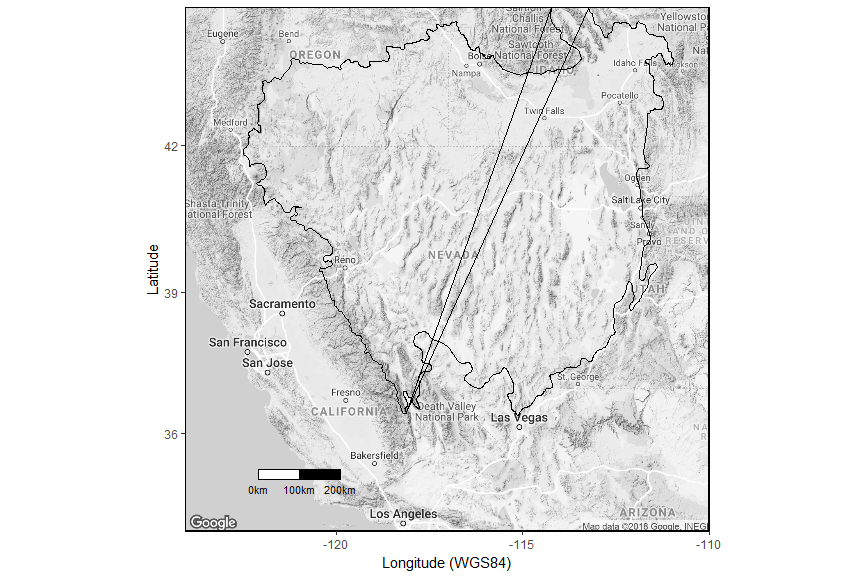 Eugene
Bend
OREGON
Challis
National Forest
Sawtooth
National Forest
IDAHO
Boise
Nampa
Idaho Falls
Jackson
Pocatello
Twin Falls
Medford
42
Ogden
Salt Lake City
Shasta-Trinity
National Forest
Sandy
Provo
Reno
NEVADA
UTAH
39
Sacramento
San Francisco
San Jose
St. George
Fresno
CALIFORNIA
Death Valley
National Park
Las Vegas
36
Bakersfield
0km 100km 200km
Los Angeles
ARIZONA
Google
Map data ©2018 Google, INEGI
-120 -115 -110
Longitude (WGS84)
Latitude